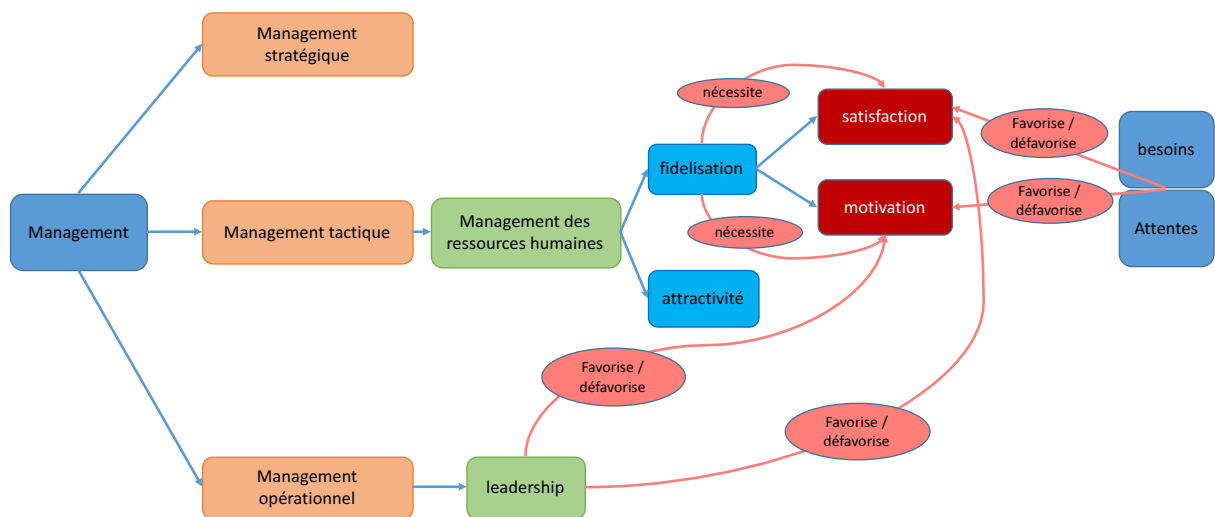 Management
stratégique
nécessite
satisfaction
Favorise /
défavorise
besoins
fidelisation
Management
Management tactique
Management des
ressources humaines
motivation
Favorise /
défavorise
Attentes
nécessite
attractivité
Favorise /
défavorise
Favorise /
défavorise
Management
opérationnel
leadership